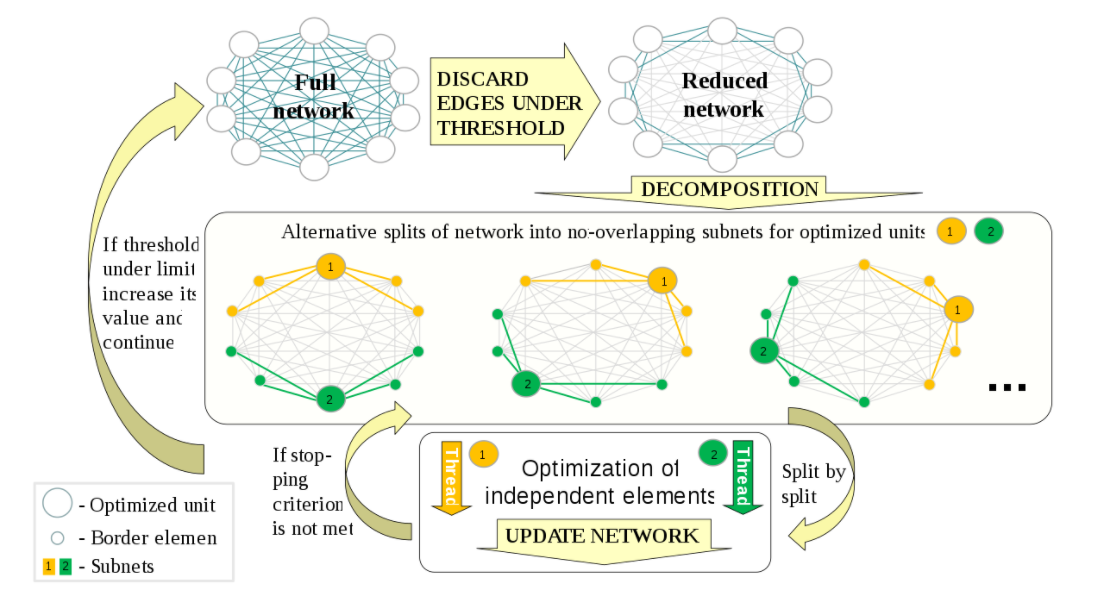 Full
network
DISCARD
EDGES UNDER
THRESHOLD
Reduced
network
DECOMPOSITION
Alternative splits of network into no-overlapping subnets for optimized units
1
2
If threshold
under limit
increase its
value and
continue
1
2
1
2
1
2
...
If stop-
ping
criterion
is not met
Thread
1
2
Thread
Optimization of
independent elements
UPDATE NETWORK
Split by
split
- Optimized unit
- Border elemen
1 2 - Subnets